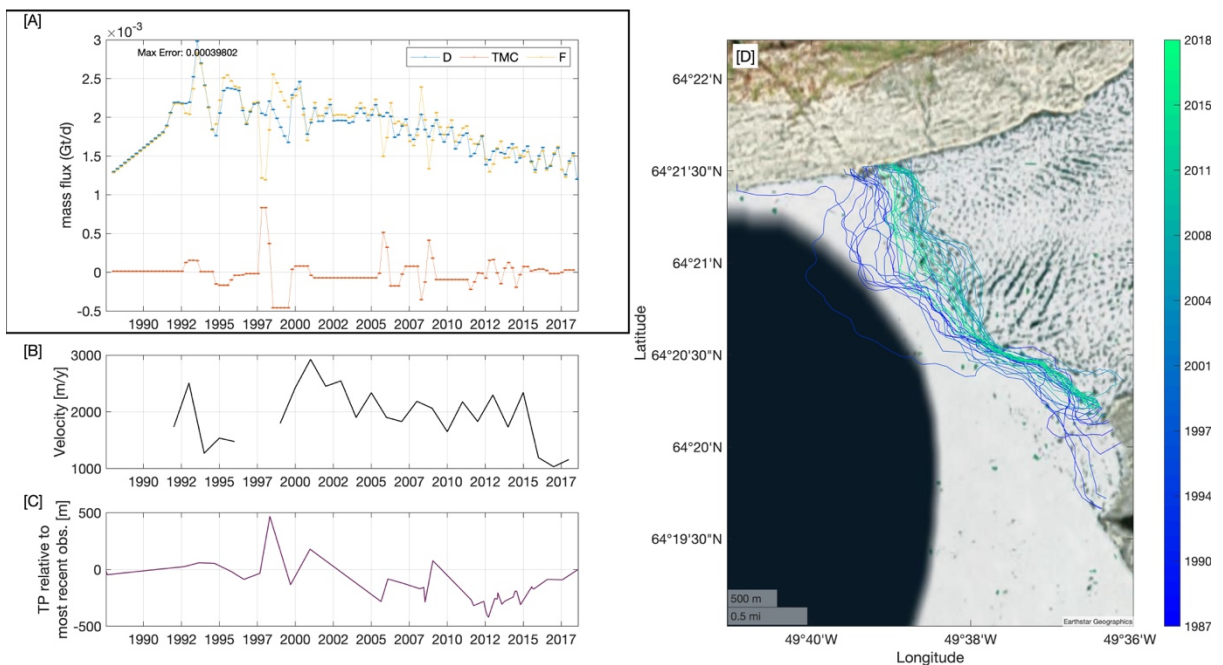 [A]
×10⁻³
Max Error: 0.00039802
D TMC F
3
2.5
2
1.5
1
0.5
0
-0.5
mass flux (Gt/d)
1990 1992 1995 1997 2000 2002 2005 2007 2010 2012 2015 2017
[B]
3000
2000
1000
Velocity [m/y]
1990 1992 1995 1997 2000 2002 2005 2007 2010 2012 2015 2017
[C]
500
0
-500
TP relative to
most recent obs. [m]
1990 1992 1995 1997 2000 2002 2005 2007 2010 2012 2015 2017
[D]
64°22'N
64°21'30"N
64°21'N
64°20'30"N
64°20'N
64°19'30"N
Latitude
500 m
0.5 mi
Earthstar Geographics
49°40'W 49°38'W 49°36'W
Longitude
2018
2015
2011
2008
2004
2001
1997
1994
1990
1987